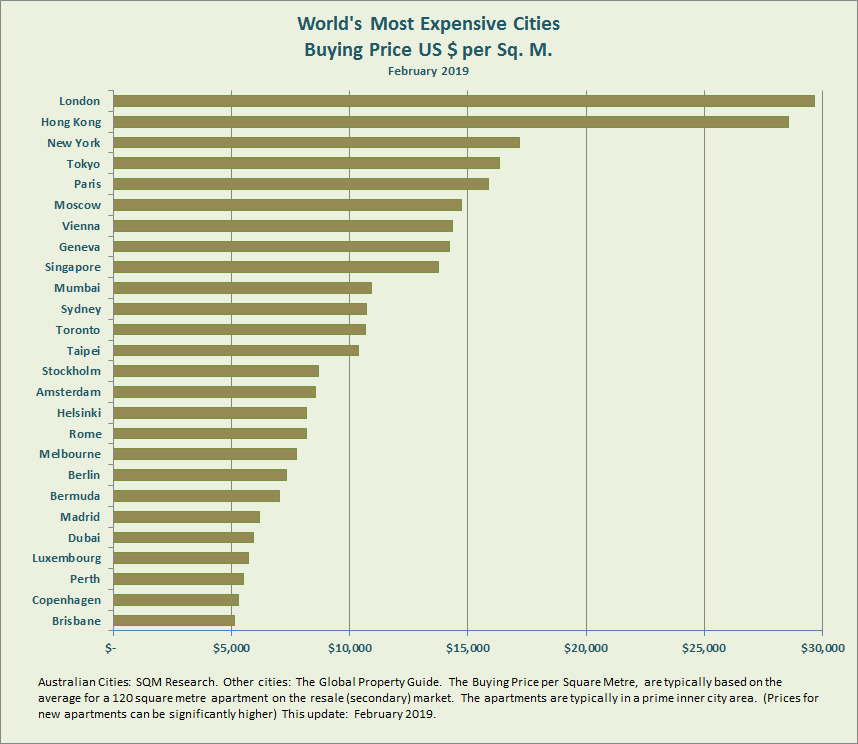 World's Most Expensive Cities
Buying Price US $ per Sq. M.
February 2019
London
Hong Kong
New York
Tokyo
Paris
Moscow
Vienna
Geneva
Singapore
Mumbai
Sydney
Toronto
Taipei
Stockholm
Amsterdam
Helsinki
Rome
Melbourne
Berlin
Bermuda
Madrid
Dubai
Luxembourg
Perth
Copenhagen
Brisbane
$- $5,000 $10,000 $15,000 $20,000 $25,000 $30,000
Australian Cities: SQM Research. Other cities: The Global Property Guide. The Buying Price per Square Metre, are typically based on the
average for a 120 square metre apartment on the resale (secondary) market. The apartments are typically in a prime inner city area. (Prices for
new apartments can be significantly higher) This update: February 2019.